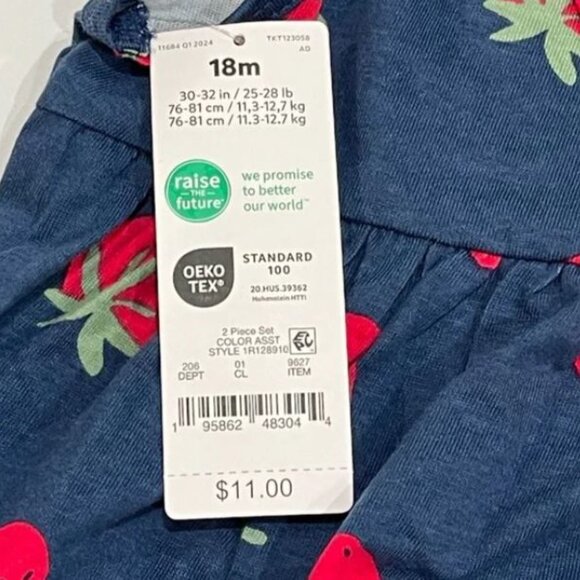 11684 Q1 2024
TKT123058
AD
18m
30-32 in / 25-28 lb
76-81 cm / 11,3-12,7 kg
76-81 cm / 11.3-12.7 kg
raise
THE
future®
we promise
to better
our world™
OEKO
TEX®
STANDARD
100
20.HUS.39362
Hohenstein HTTI
2 Piece Set
COLOR ASST
STYLE 1R128910
206 01 9627
DEPT CL ITEM
1 95862 48304 4
$11.00